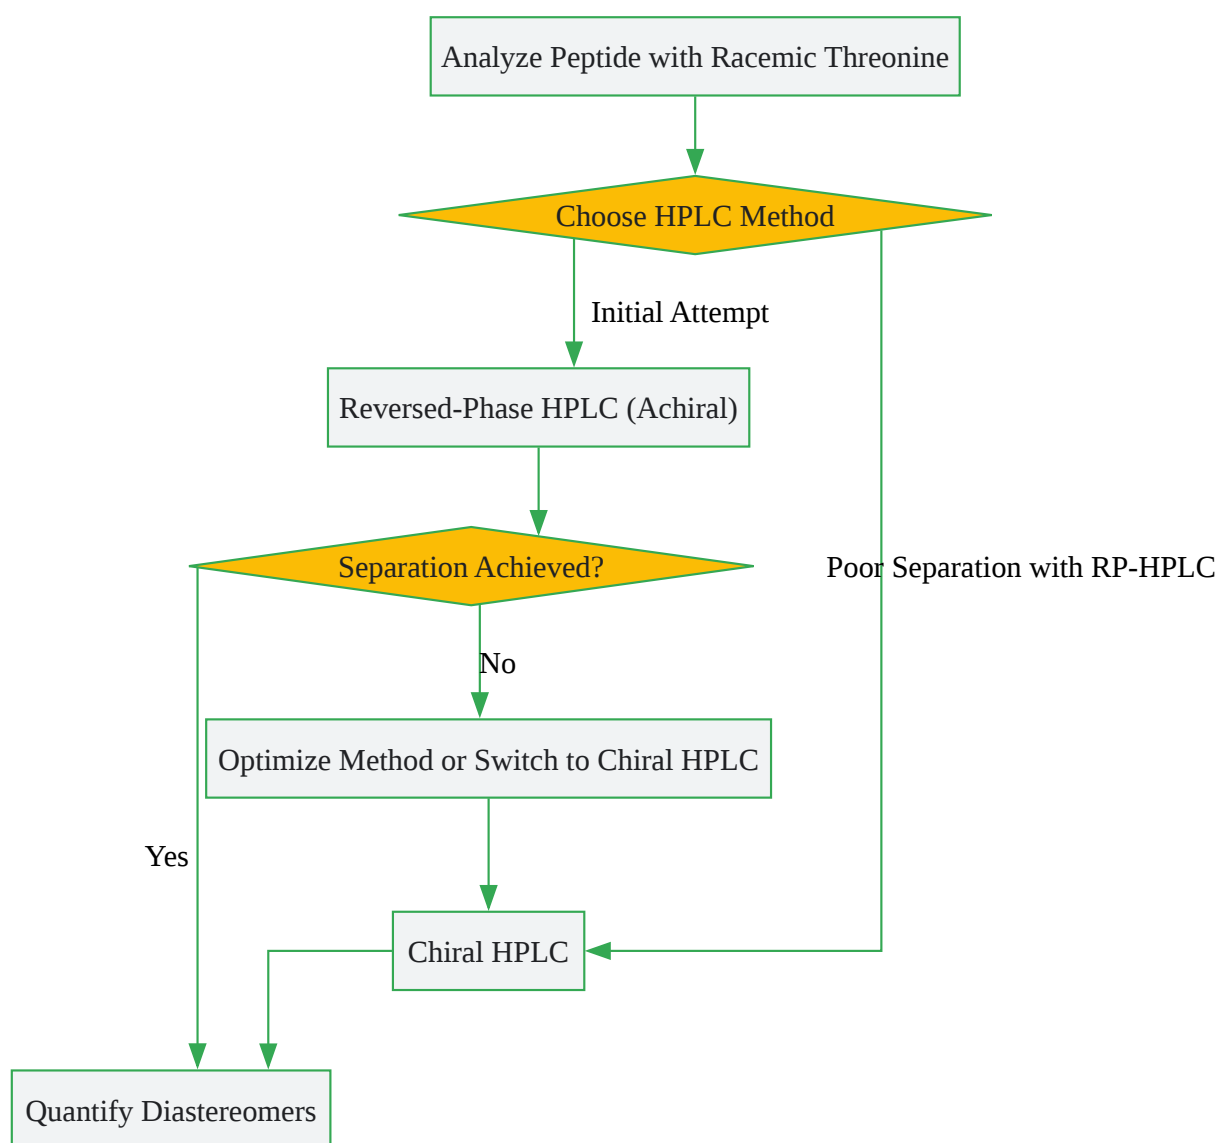 Analyze Peptide with Racemic Threonine
Choose HPLC Method
Initial Attempt
Reversed-Phase HPLC (Achiral)
Separation Achieved?
Poor Separation with RP-HPLC
No
Optimize Method or Switch to Chiral HPLC
Yes
Chiral HPLC
Quantify Diastereomers